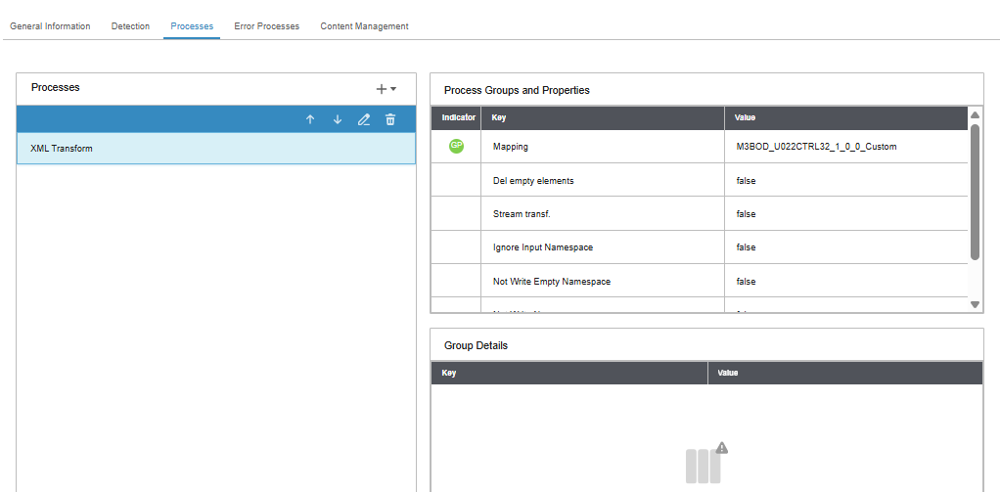 General Information Detection Processes Error Processes Content Management
Processes
XML Transform
Process Groups and Properties
Indicator Key Value
GP Mapping M3BOD_U022CTRL32_1_0_0_Custom
Del empty elements false
Stream transf. false
Ignore Input Namespace false
Not Write Empty Namespace false
Group Details
Key Value